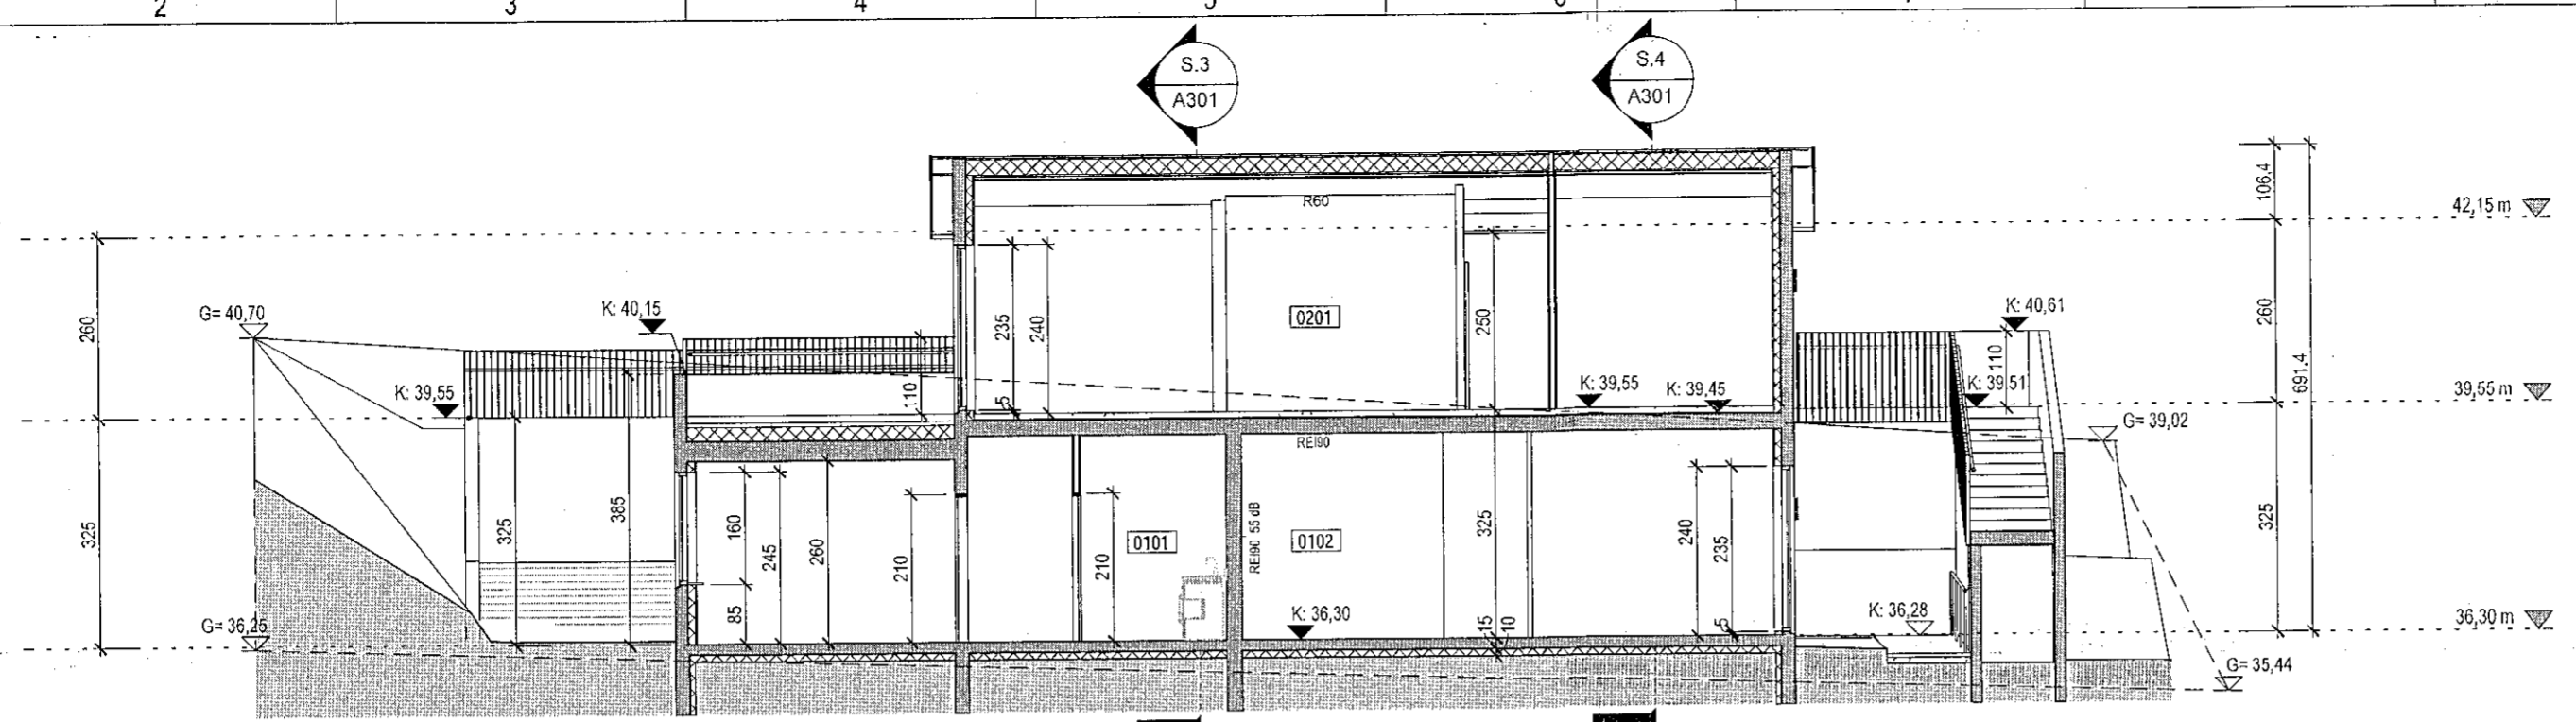 2 3 4
S.3
A301
S.4
A301
106.4
42,15 m
R60
G= 40,70
K: 40,15
K: 40,61
260
235
240
0201
250
260
110
691.4
K: 39,55
110
5
K: 39,55
K: 39,45
K: 39,51
39,55 m
G= 39,02
REI90
325
325
385
160
245
260
210
210
0101
REI90 55 dB
0102
325
240
235
325
85
K: 36,30
15
10
5
K: 36,28
36,30 m
G= 36,25
G= 35,44